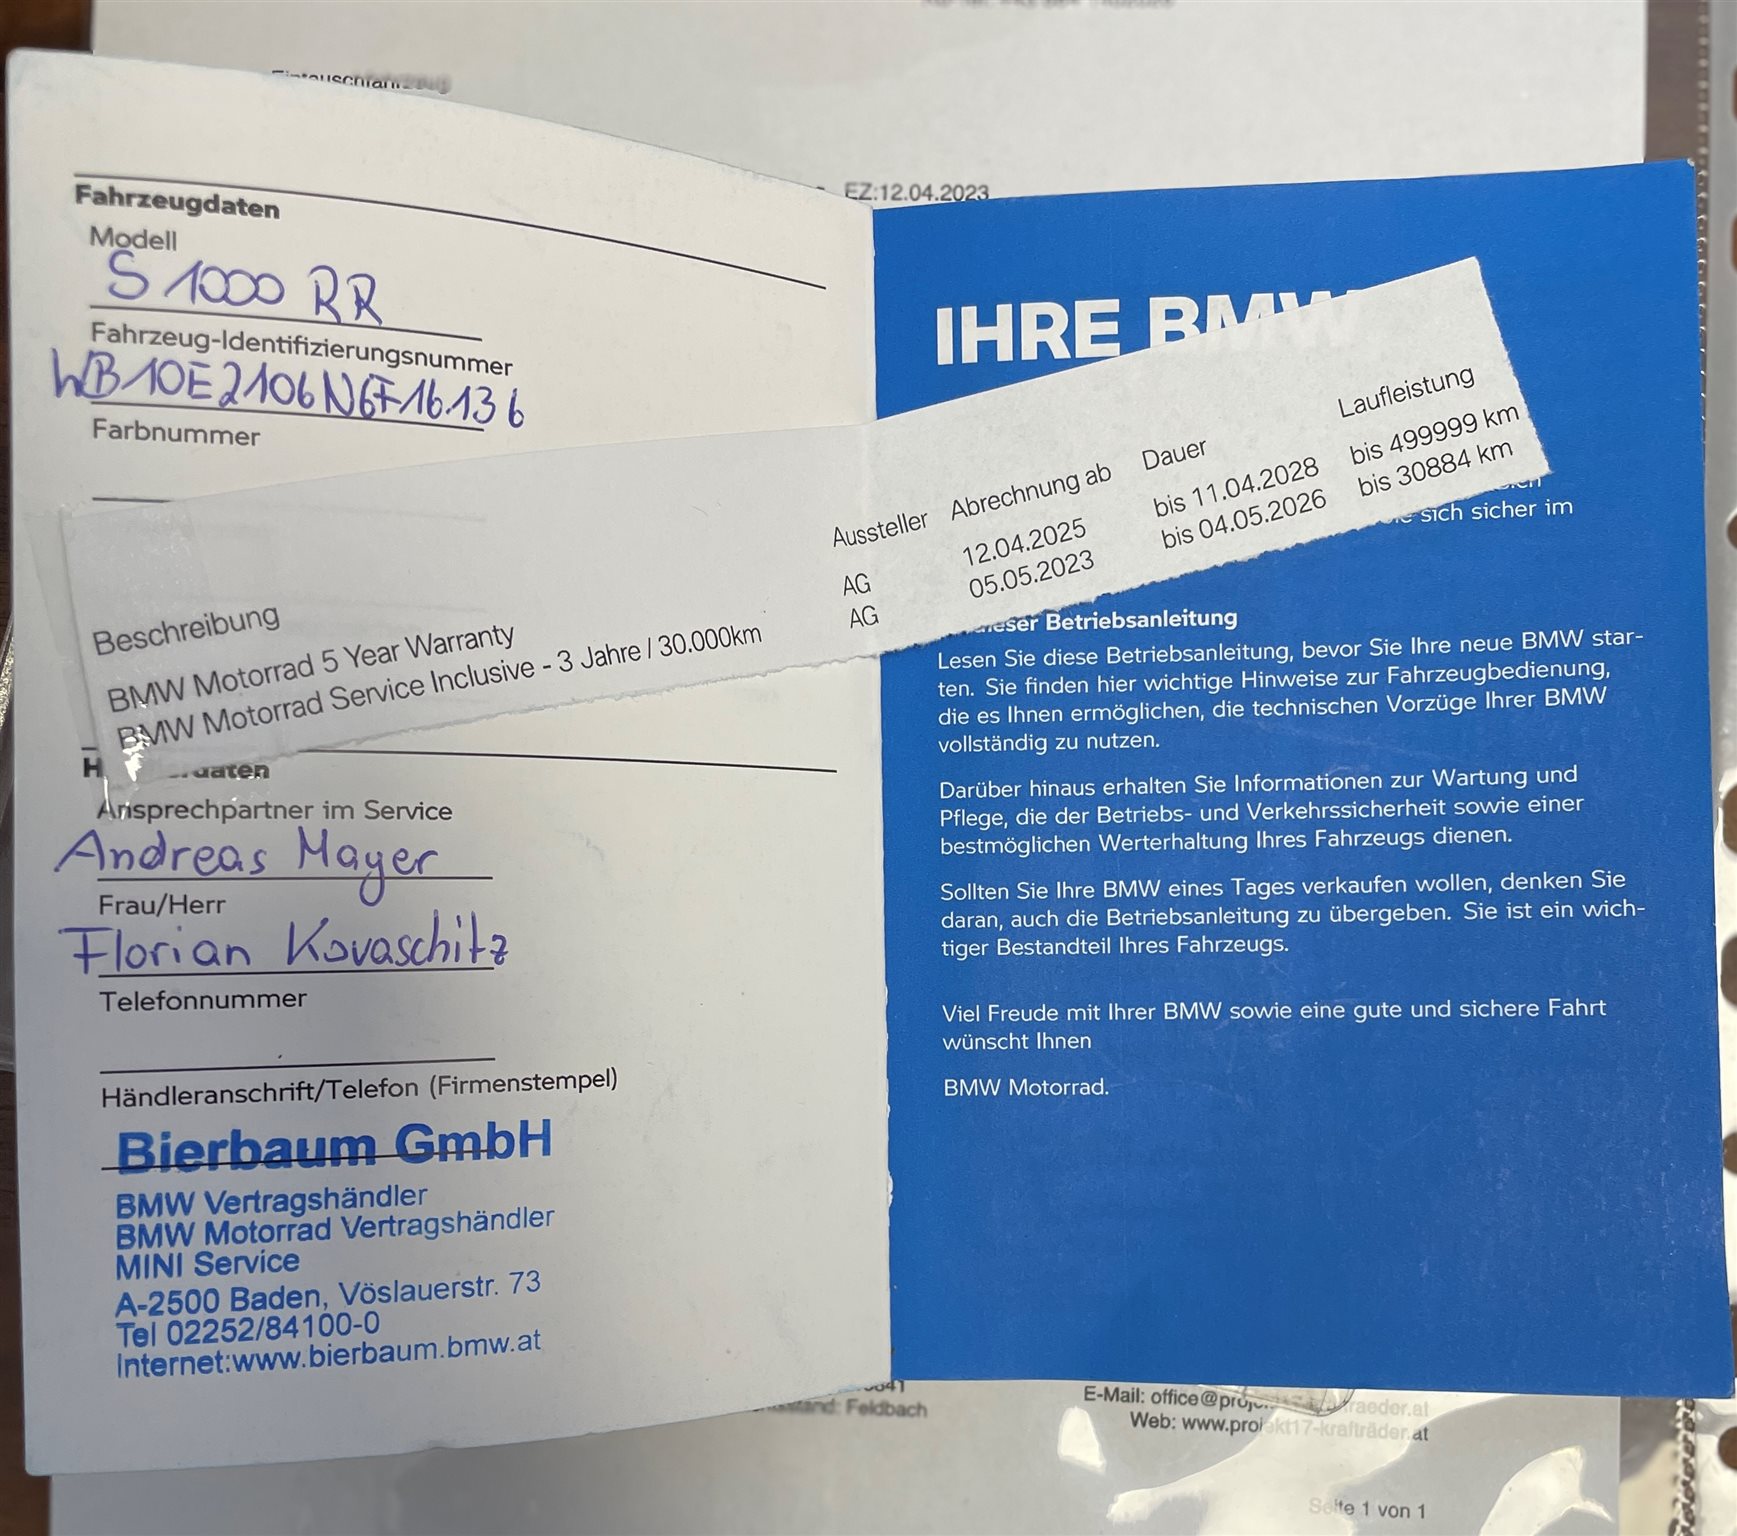 EZ:12.04.2023
Fahrzeugdaten
Modell
S 1000 RR
Fahrzeug-Identifizierungsnummer
WB10E2106N6F16136
Farbnummer
Beschreibung Aussteller Abrechnung ab Dauer Laufleistung
BMW Motorrad 5 Year Warranty AG 12.04.2025 bis 11.04.2028 bis 499999 km
BMW Motorrad Service Inclusive - 3 Jahre / 30.000km AG 05.05.2023 bis 04.05.2026 bis 30884 km
Ansprechpartner im Service
Andreas Mayer
Frau/Herr
Florian Kovaschitz
Telefonnummer
Händleranschrift/Telefon (Firmenstempel)
Bierbaum GmbH
BMW Vertragshändler
BMW Motorrad Vertragshändler
MINI Service
A-2500 Baden, Vöslauerstr. 73
Tel 02252/84100-0
Internet:www.bierbaum.bmw.at
IHRE BMW
sich sicher im
Betriebsanleitung
Lesen Sie diese Betriebsanleitung, bevor Sie Ihre neue BMW star-
ten. Sie finden hier wichtige Hinweise zur Fahrzeugbedienung,
die es Ihnen ermöglichen, die technischen Vorzüge Ihrer BMW
vollständig zu nutzen.
Darüber hinaus erhalten Sie Informationen zur Wartung und
Pflege, die der Betriebs- und Verkehrssicherheit sowie einer
bestmöglichen Werterhaltung Ihres Fahrzeugs dienen.
Sollten Sie Ihre BMW eines Tages verkaufen wollen, denken Sie
daran, auch die Betriebsanleitung zu übergeben. Sie ist ein wich-
tiger Bestandteil Ihres Fahrzeugs.
Viel Freude mit Ihrer BMW sowie eine gute und sichere Fahrt
wünscht Ihnen
BMW Motorrad.
Feldbach
E-Mail:
Web: www.projekt17-krafträder.at
Seite 1 von 1